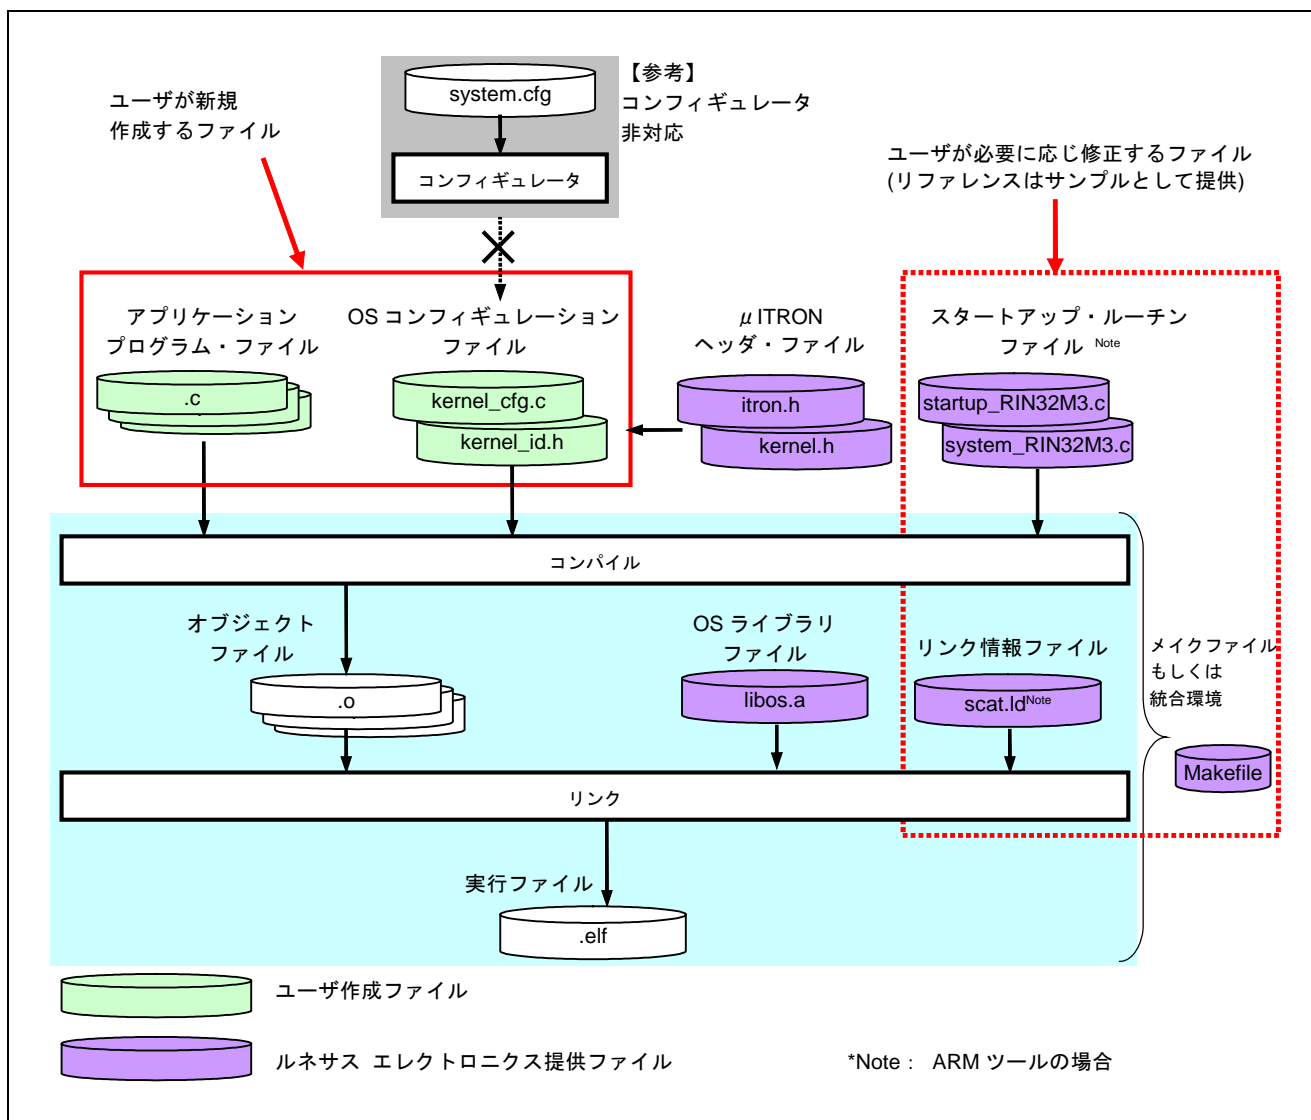 system.cfg
【参考】
コンフィギュレータ
非対応
コンフィギュレータ
ユーザが新規
作成するファイル
ユーザが必要に応じ修正するファイル
(リファレンスはサンプルとして提供)
アプリケーション
プログラム・ファイル
.c
OS コンフィギュレーション
ファイル
kernel_cfg.c
kernel_id.h
μ ITRON
ヘッダ・ファイル
itron.h
kernel.h
スタートアップ・ルーチン
ファイル Note
startup_RIN32M3.c
system_RIN32M3.c
コンパイル
オブジェクト
ファイル
.o
OS ライブラリ
ファイル
libos.a
リンク情報ファイル
scat.ld Note
メイクファイル
もしくは
統合環境
Makefile
リンク
実行ファイル
.elf
ユーザ作成ファイル
ルネサス エレクトロニクス提供ファイル
*Note : ARM ツールの場合